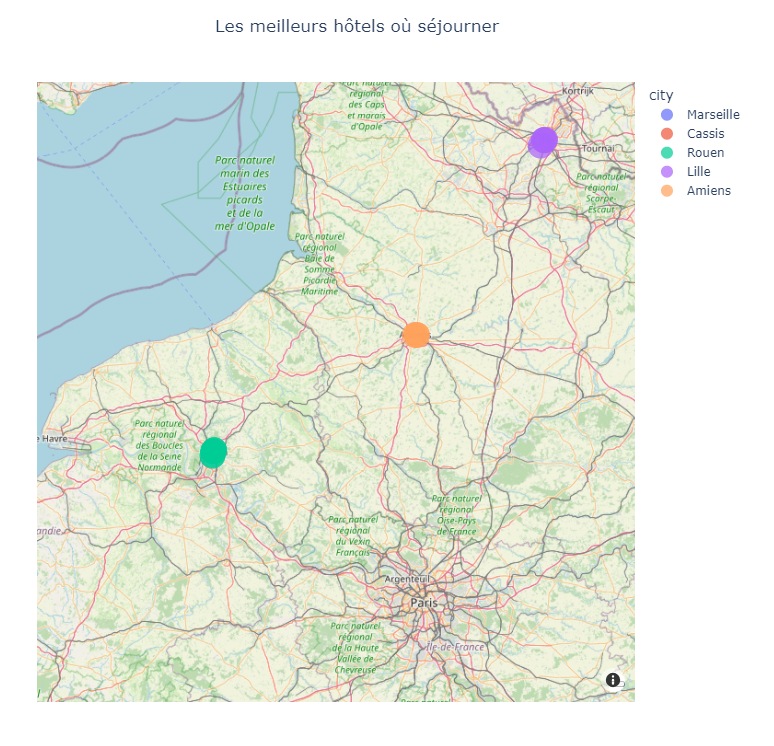 Les meilleurs hôtels où séjourner
city
Marseille
Cassis
Rouen
Lille
Amiens
Parc naturel
régional
des Caps
et marais
d'Opale
Kortrijk
Tournai
Parc naturel
régional
Scarpe-
Escaut
Parc naturel
marin des
Estuaires
picards
et de la
mer d'Opale
Parc naturel
régional
Baie de
Somme
Picardie
Maritime
e Havre
Parc naturel
régional
des Boucles
de la Seine
Normande
andie
Parc naturel
régional
Oise-Pays
de France
Parc naturel
régional
du Vexin
Français
Argenteuil
Paris
Île-de-France
Parc naturel
régional
de la Haute
Vallée de
Chevreuse